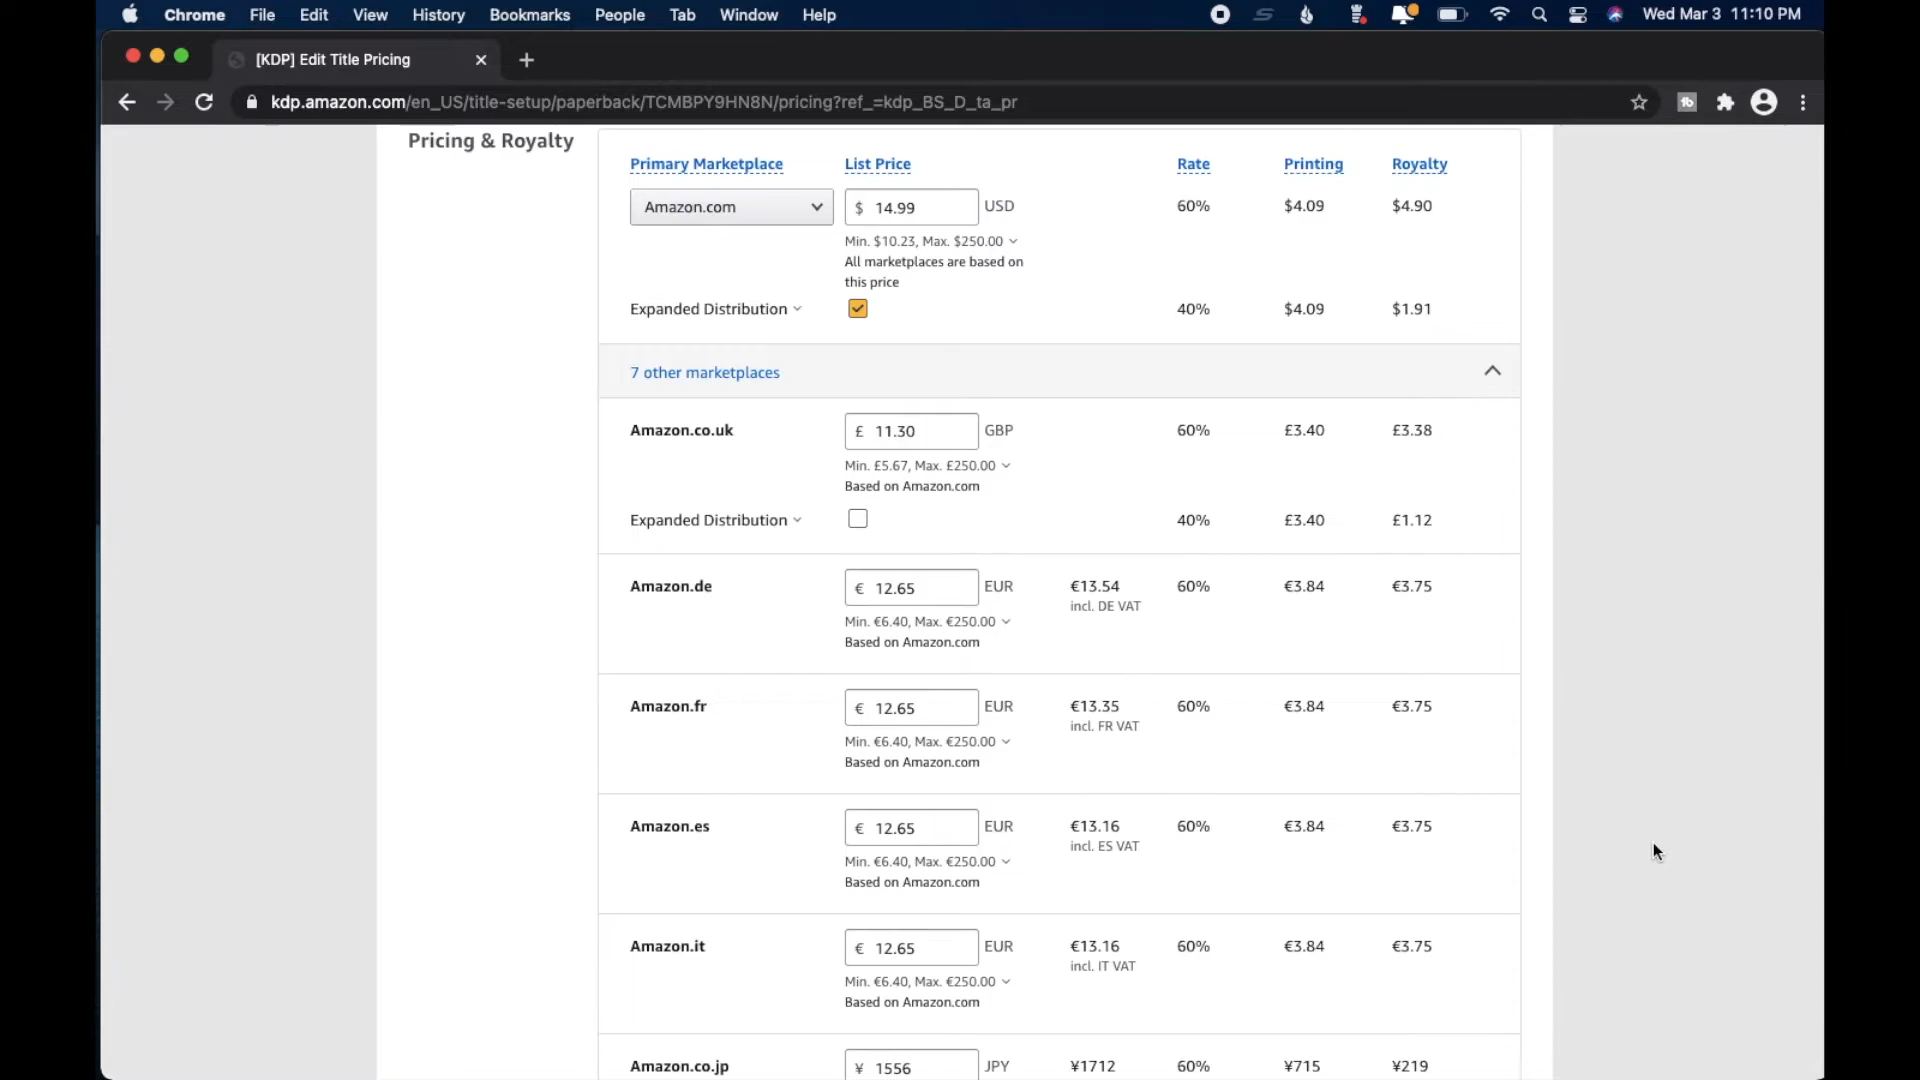 Chrome File Edit View History Bookmarks People Tab Window Help Wed Mar 3 11:10 PM
[KDP] Edit Title Pricing
kdp.amazon.com/en_US/title-setup/paperback/TCMBPY9HN8N/pricing?ref_=kdp_BS_D_ta_pr
Pricing & Royalty
Primary Marketplace List Price Rate Printing Royalty
Amazon.com $ 14.99 USD 60% $4.09 $4.90
Min. $10.23, Max. $250.00
All marketplaces are based on
this price
Expanded Distribution 40% $4.09 $1.91
7 other marketplaces
Amazon.co.uk £ 11.30 GBP 60% £3.40 £3.38
Min. £5.67, Max. £250.00
Based on Amazon.com
Expanded Distribution 40% £3.40 £1.12
Amazon.de € 12.65 EUR €13.54 60% €3.84 €3.75
incl. DE VAT
Min. €6.40, Max. €250.00
Based on Amazon.com
Amazon.fr € 12.65 EUR €13.35 60% €3.84 €3.75
incl. FR VAT
Min. €6.40, Max. €250.00
Based on Amazon.com
Amazon.es € 12.65 EUR €13.16 60% €3.84 €3.75
incl. ES VAT
Min. €6.40, Max. €250.00
Based on Amazon.com
Amazon.it € 12.65 EUR €13.16 60% €3.84 €3.75
incl. IT VAT
Min. €6.40, Max. €250.00
Based on Amazon.com
Amazon.co.jp ¥ 1556 JPY ¥1712 60% ¥715 ¥219